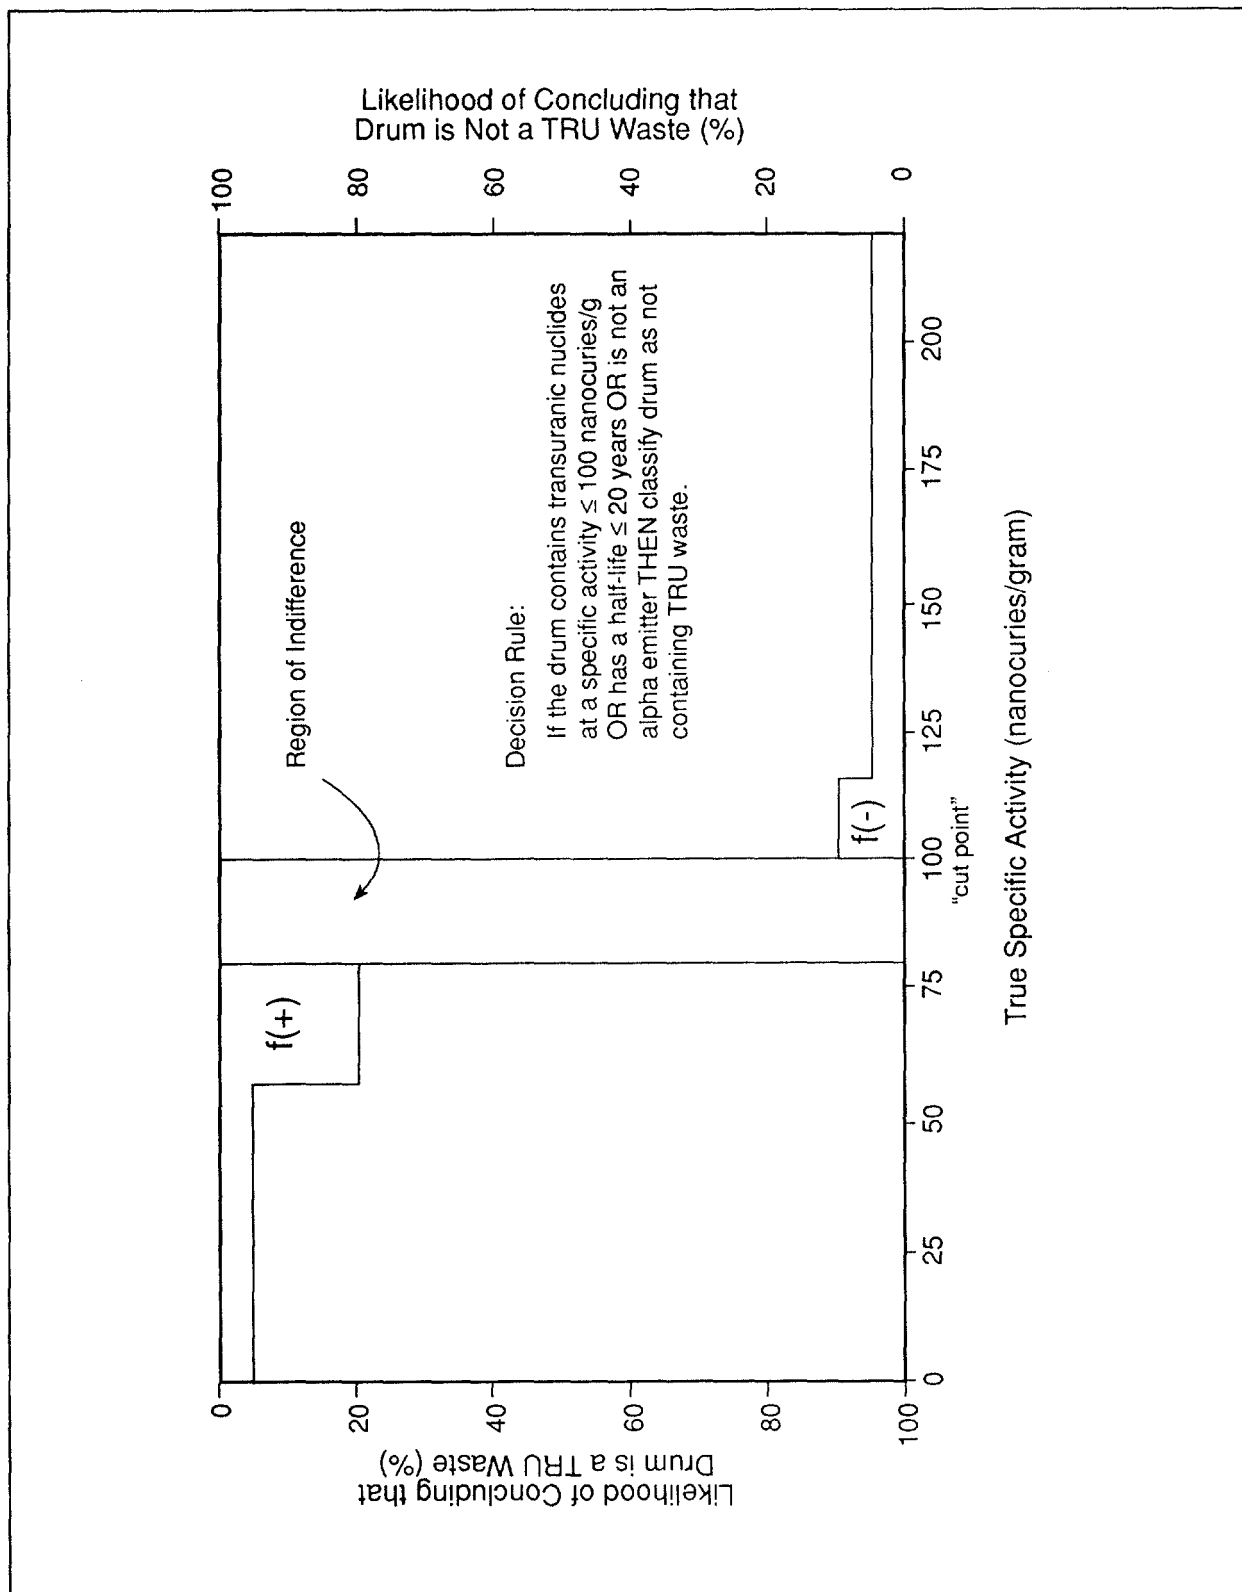 Likelihood of Concluding that
Drum is a TRU Waste (%)
0
20
40
60
80
100
f(+)
Region of Indifference
Decision Rule:
If the drum contains transuranic nuclides
at a specific activity ≤ 100 nanocuries/g
OR has a half-life ≤ 20 years OR is not an
alpha emitter THEN classify drum as not
containing TRU waste.
f(-)
Likelihood of Concluding that
Drum is Not a TRU Waste (%)
100
80
60
40
20
0
0
25
50
75
100
125
150
175
200
"cut point"
True Specific Activity (nanocuries/gram)